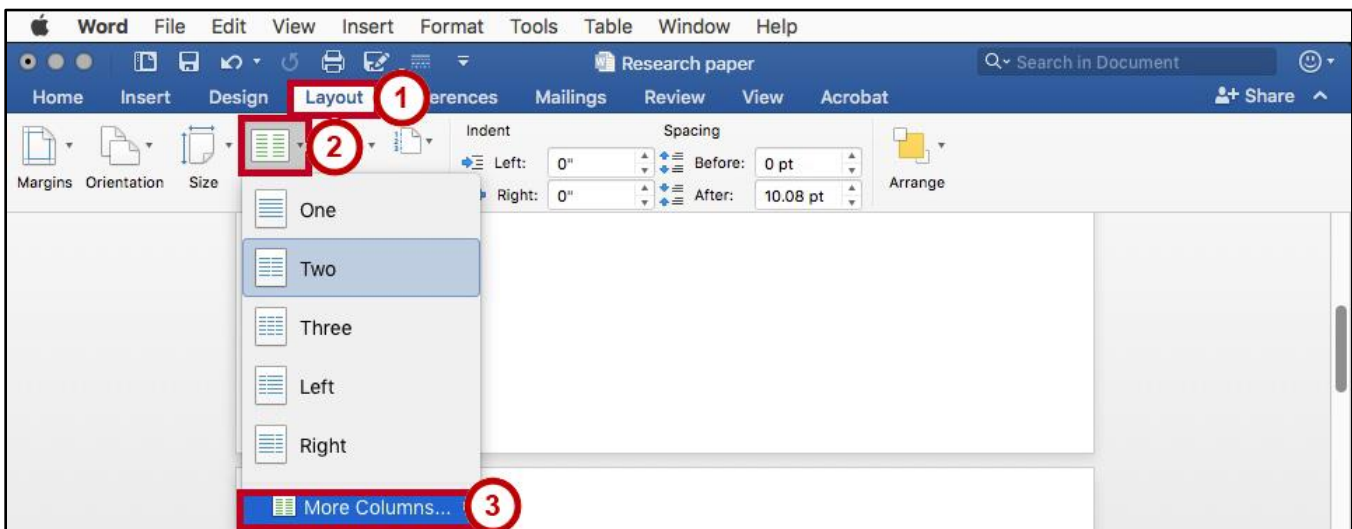 Word File Edit View Insert Format Tools Table Window Help
Research paper
Search in Document
Home Insert Design Layout 1 erences Mailings Review View Acrobat Share
2
Indent Spacing
Left: 0" Before: 0 pt
Margins Orientation Size Right: 0" After: 10.08 pt Arrange
One
Two
Three
Left
Right
More Columns... 3